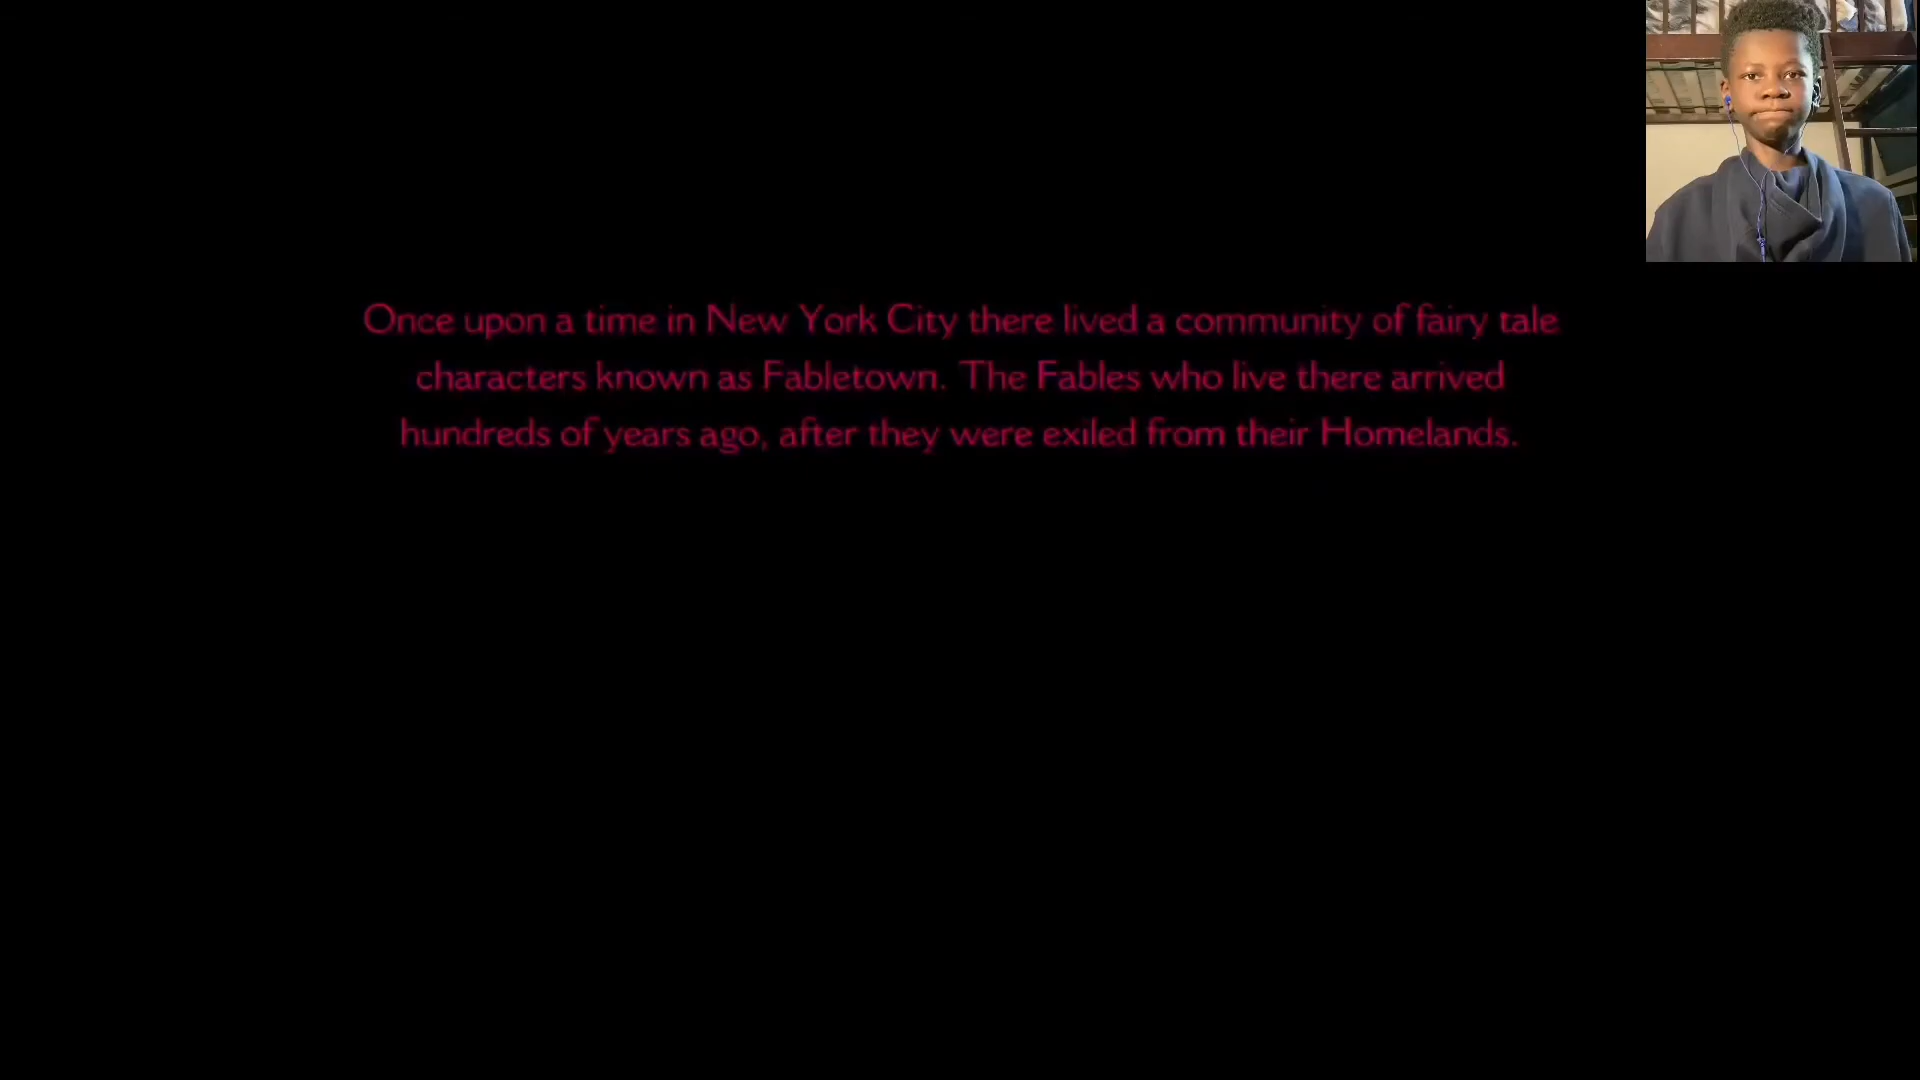 Once upon a time in New York City there lived a community of fairy tale
characters known as Fabletown. The Fables who live there arrived
hundreds of years ago, after they were exiled from their Homelands.